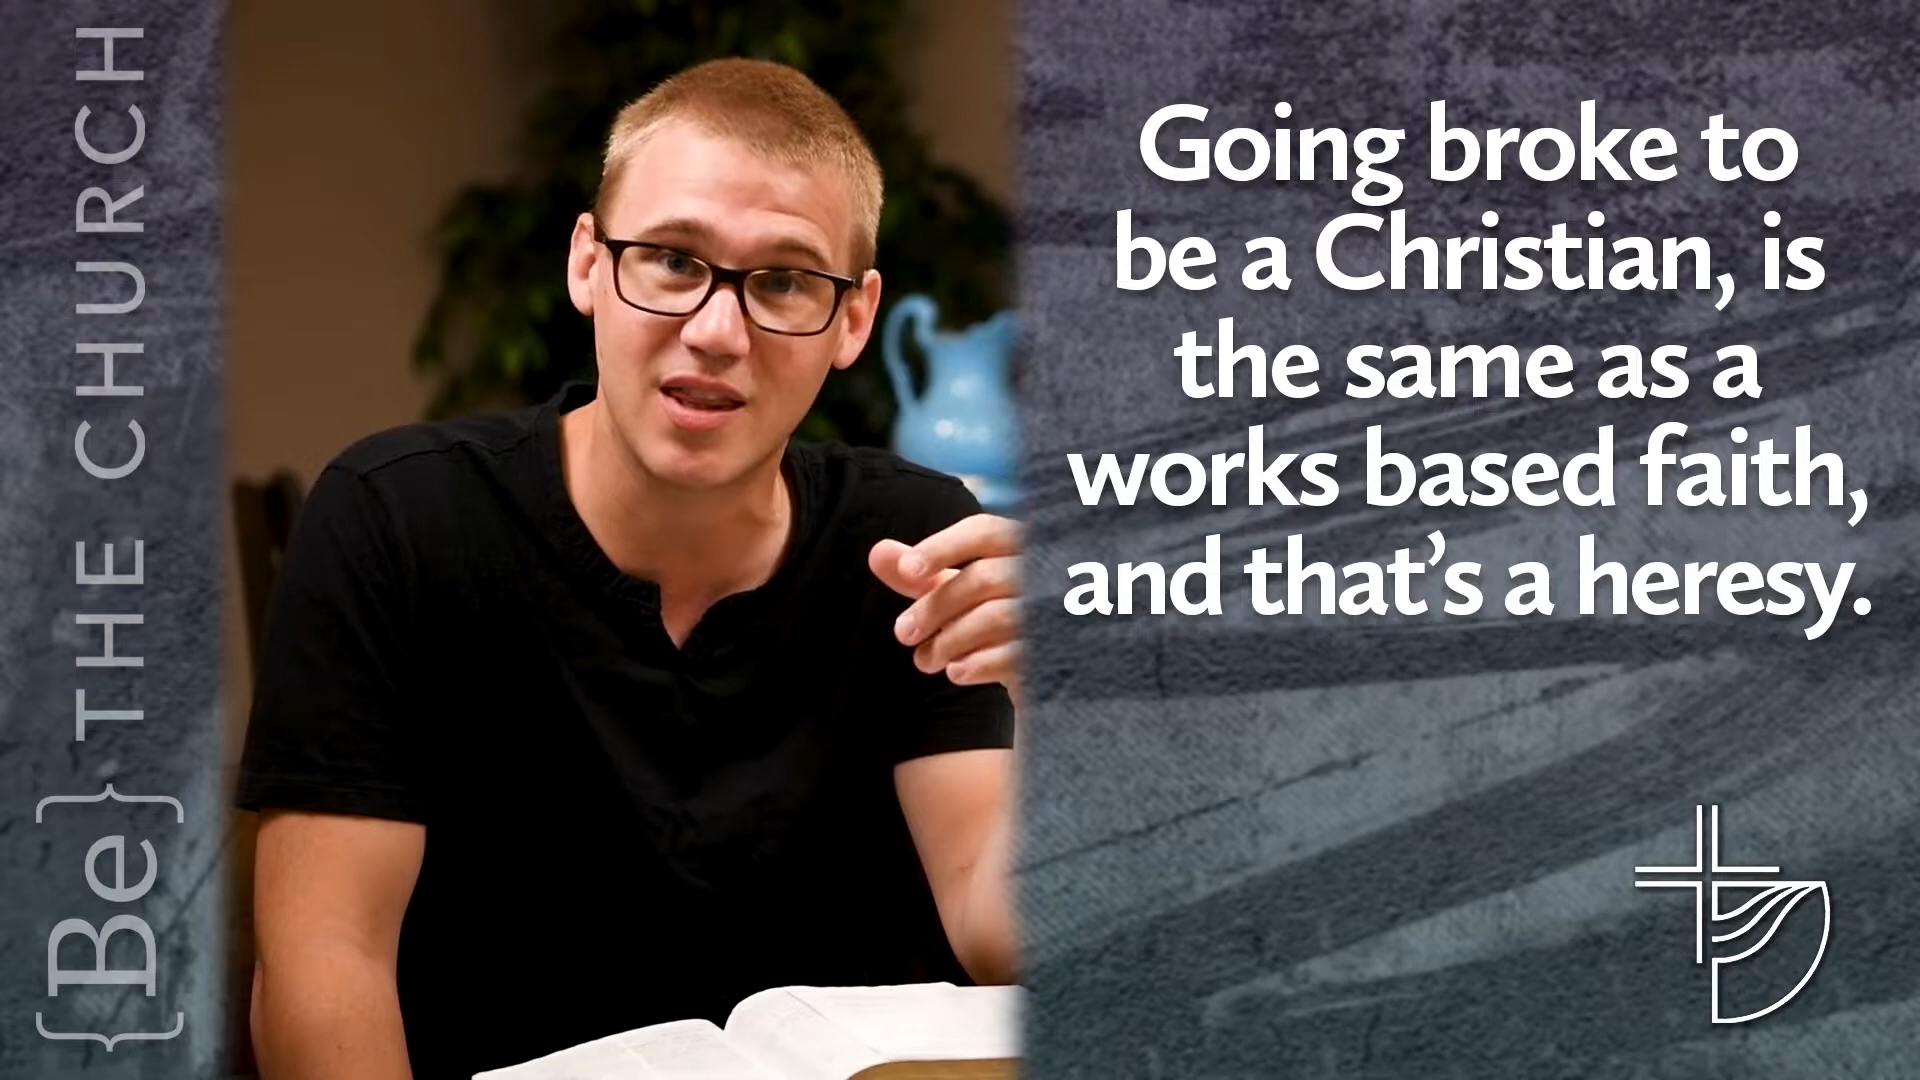 {Be} THE CHURCH
Going broke to
be a Christian, is
the same as a
works based faith,
and that’s a heresy.